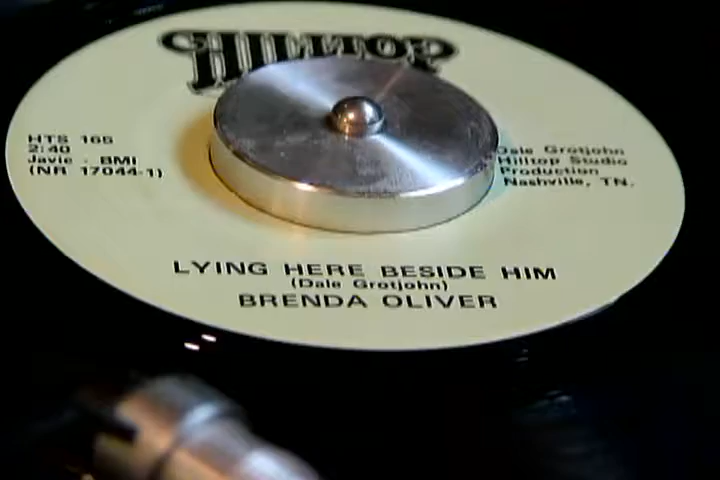 HILLTOP
HTS 165
2:40
Javie - BMI
(NR 17044-1)
Dale Grotjohn
Hilltop Studio
Production
Nashville, TN.
LYING HERE BESIDE HIM
(Dale Grotjohn)
BRENDA OLIVER